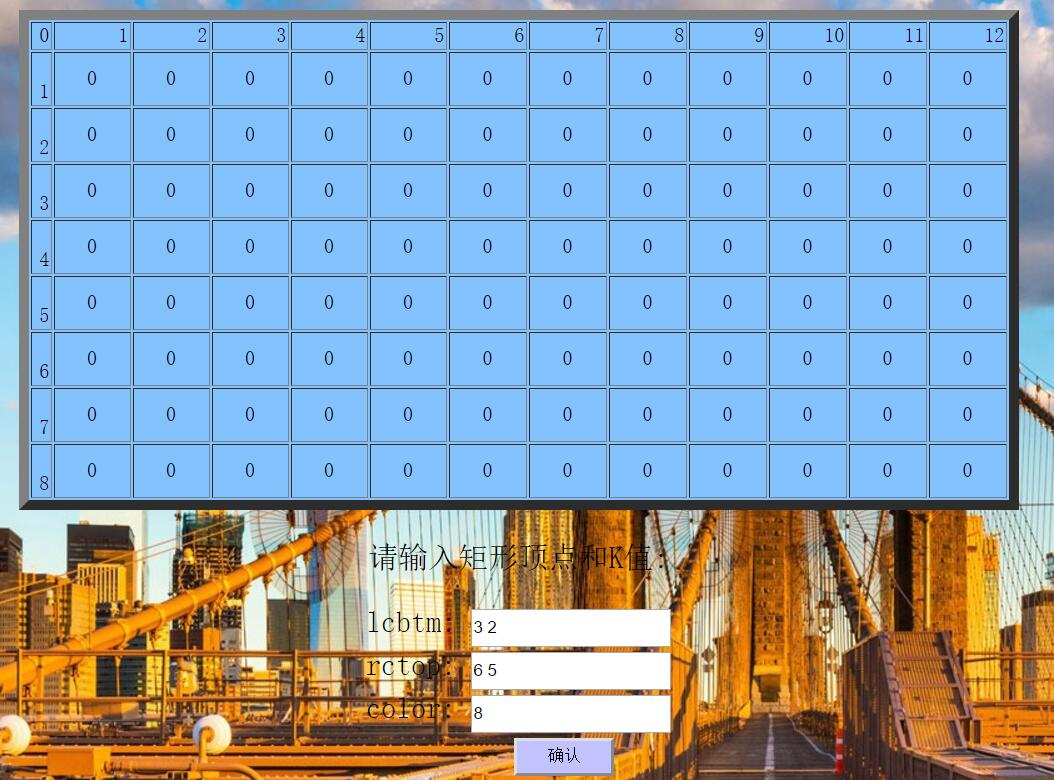 0 1 2 3 4 5 6 7 8 9 10 11 12
1 0 0 0 0 0 0 0 0 0 0 0 0
2 0 0 0 0 0 0 0 0 0 0 0 0
3 0 0 0 0 0 0 0 0 0 0 0 0
4 0 0 0 0 0 0 0 0 0 0 0 0
5 0 0 0 0 0 0 0 0 0 0 0 0
6 0 0 0 0 0 0 0 0 0 0 0 0
7 0 0 0 0 0 0 0 0 0 0 0 0
8 0 0 0 0 0 0 0 0 0 0 0 0
请输入矩形顶点和K值:
lcbtm: 3 2
rctop: 6 5
color: 8
确认